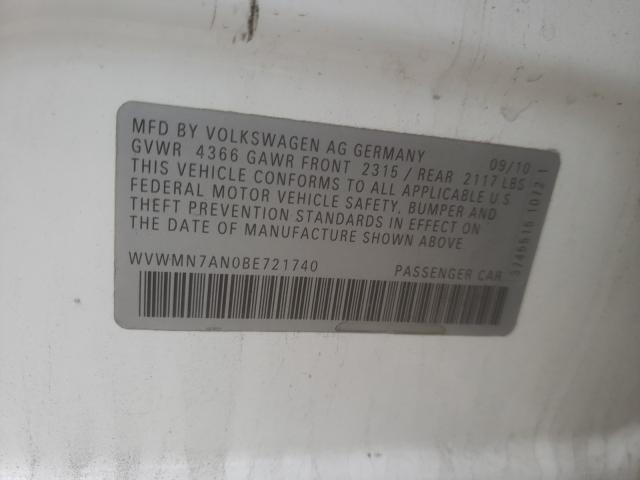 MFD BY VOLKSWAGEN AG GERMANY 09/10
GVWR 4366 GAWR FRONT 2315 / REAR 2117 LBS
THIS VEHICLE CONFORMS TO ALL APPLICABLE U.S
FEDERAL MOTOR VEHICLE SAFETY, BUMPER AND
THEFT PREVENTION STANDARDS IN EFFECT ON
THE DATE OF MANUFACTURE SHOWN ABOVE
WVWMN7AN0BE721740 PASSENGER CAR